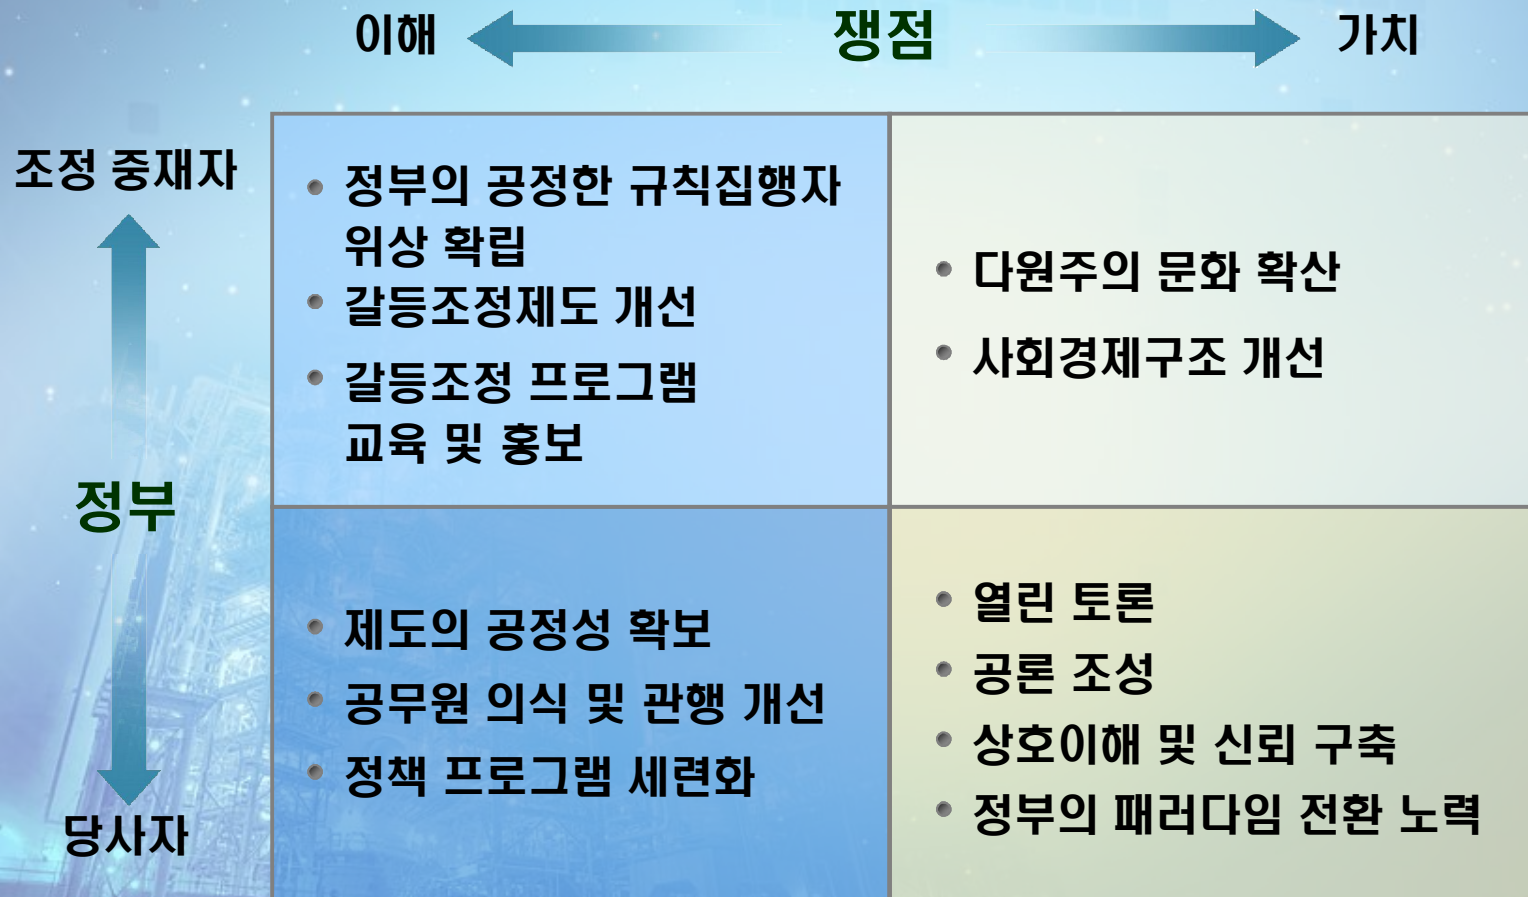 이해
쟁점
가치
조정 중재자
정부의 공정한 규칙집행자
위상 확립
갈등조정제도 개선
갈등조정 프로그램
교육 및 홍보
다원주의 문화 확산
사회경제구조 개선
정부
제도의 공정성 확보
공무원 의식 및 관행 개선
정책 프로그램 세련화
열린 토론
공론 조성
상호이해 및 신뢰 구축
정부의 패러다임 전환 노력
당사자